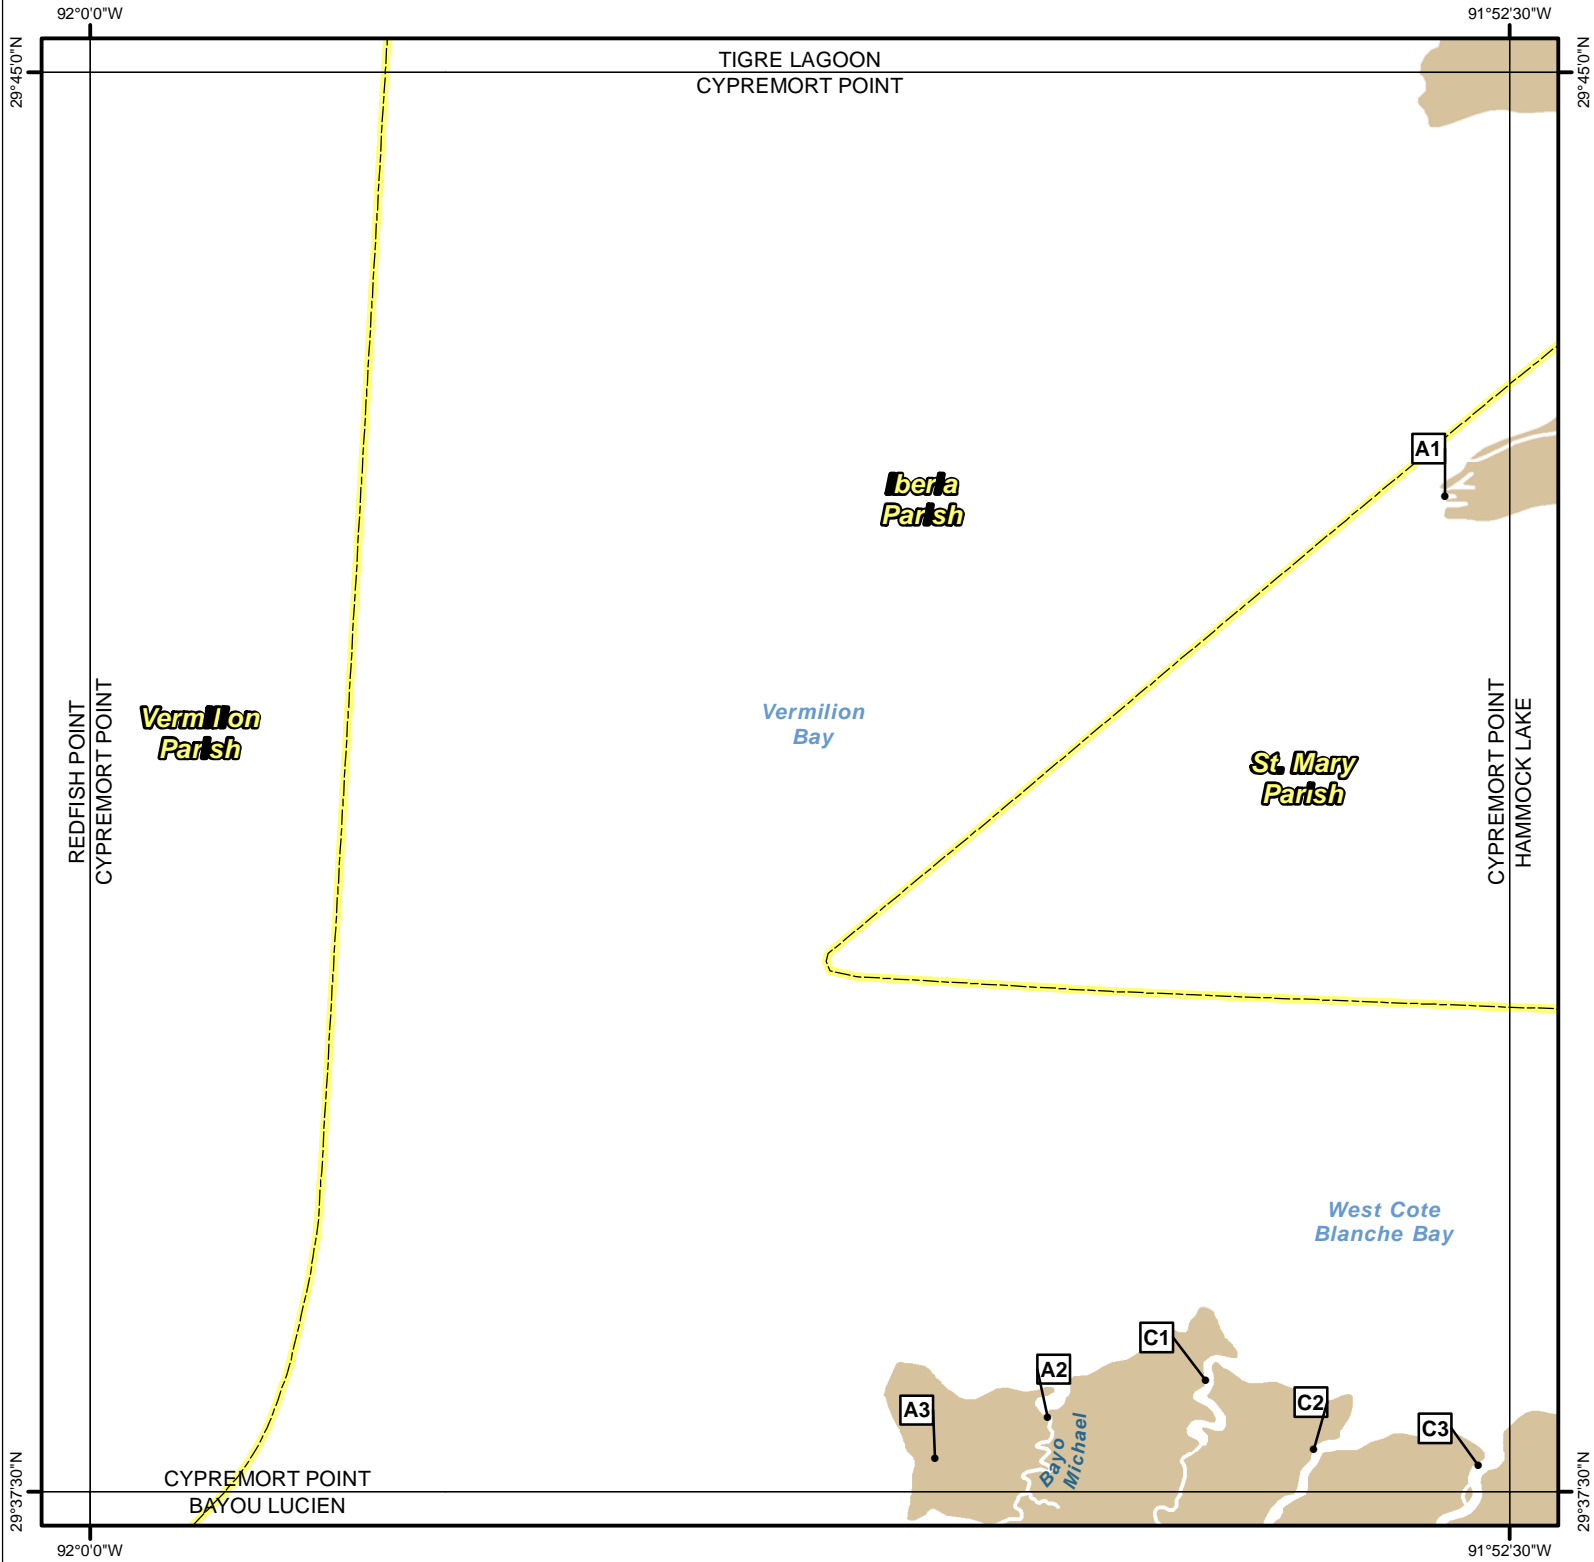 92°0'0"W
91°52'30"W
29°45'0"N
29°45'0"N
TIGRE LAGOON
CYPREMORT POINT
A1
Iberia
Parish
Vermilion
Parish
Vermilion
Bay
St. Mary
Parish
REDFISH POINT
CYPREMORT POINT
CYPREMORT POINT
HAMMOCK LAKE
West Cote
Blanche Bay
C1
A2
A3
C2
C3
Bayo
Michael
CYPREMORT POINT
BAYOU LUCIEN
29°37'30"N
29°37'30"N
92°0'0"W
91°52'30"W